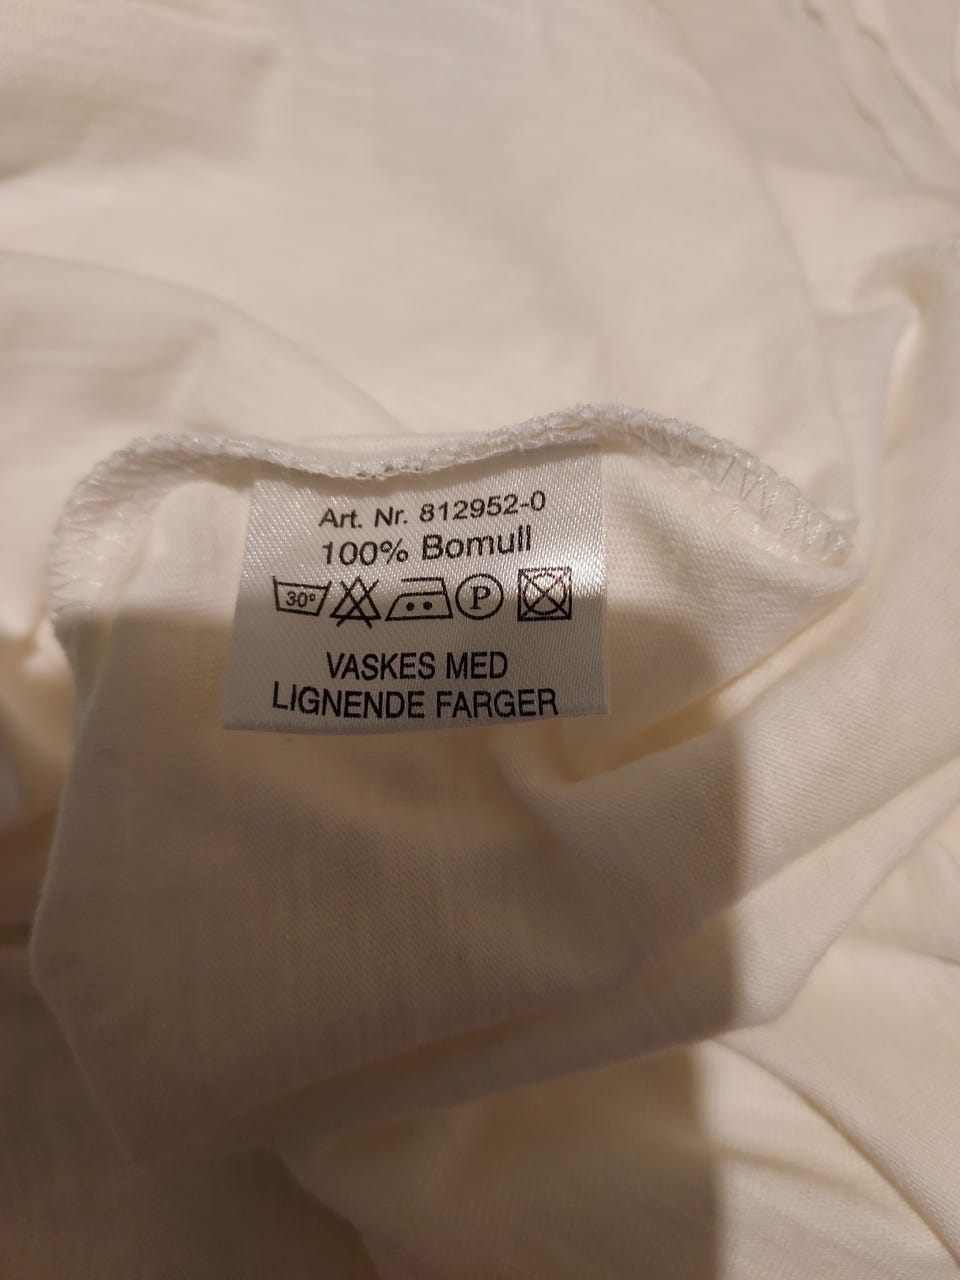 Art. Nr. 812952-0
100% Bomull
30° P
VASKES MED
LIGNENDE FARGER